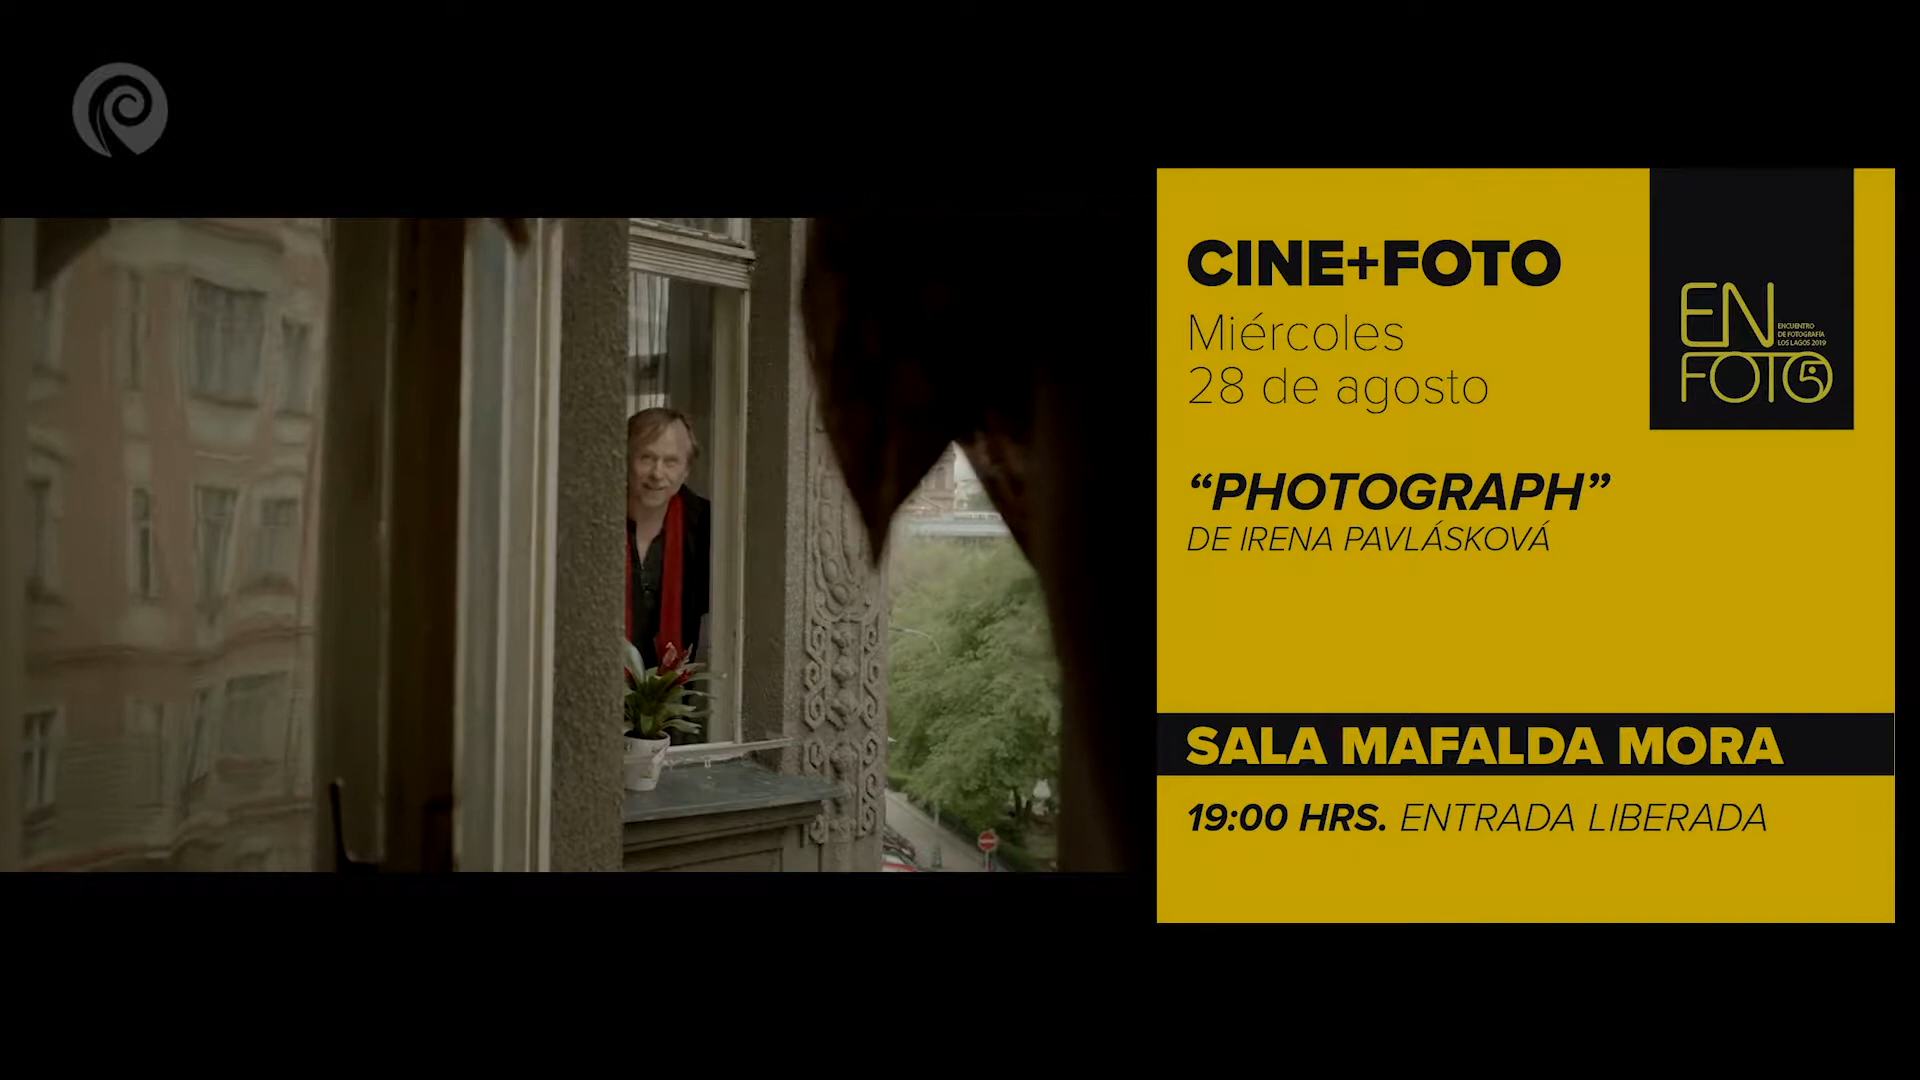 CINE+FOTO
Miércoles
28 de agosto
EN
ENCUENTRO
DE FOTOGRAFÍA
LOS LAGOS 2019
FOTO5
“PHOTOGRAPH”
DE IRENA PAVLÁSKOVÁ
SALA MAFALDA MORA
19:00 HRS. ENTRADA LIBERADA